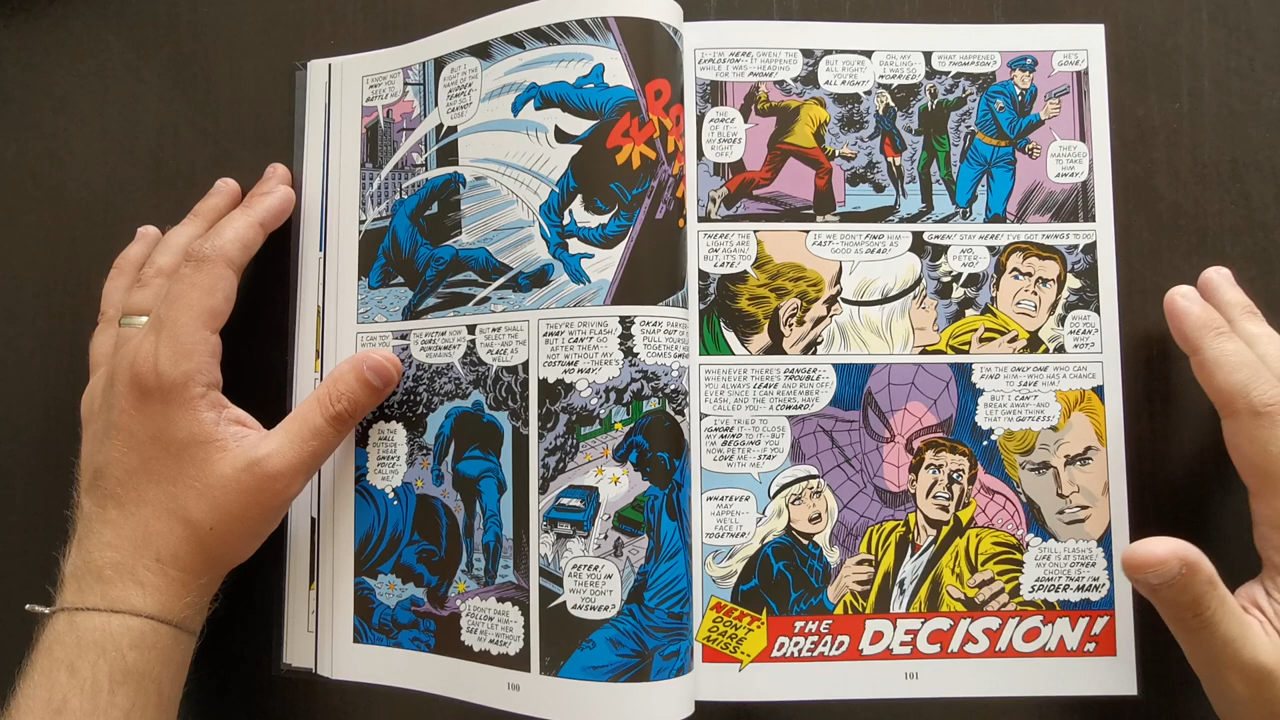 I KNOW NOT
WHY YOU
SEEK TO
BATTLE ME!
BUT I
FIGHT IN THE
NAME OF THE
HIDDEN
TEMPLE--
AND SO, I
CANNOT
LOSE!
I CAN TOY
WITH YOU
THE VICTIM NOW
IS OURS! ONLY HIS
PUNISHMENT
REMAINS!
BUT WE SHALL
SELECT THE
TIME--AND THE
PLACE, AS
WELL!
IN THE
HALL
OUTSIDE--
I HEAR
GWEN'S
VOICE--
CALLING
ME!
I DON'T DARE
FOLLOW HIM--
CAN'T LET HER
SEE ME--WITHOUT
MY MASK!
THEY'RE DRIVING
AWAY WITH FLASH!
BUT I CAN'T GO
AFTER THEM--
NOT WITHOUT MY
COSTUME--THERE'S
NO WAY!
OKAY, PARKER--
SNAP OUT OF
PULL YOURSELF
TOGETHER!
COMES GWEN
PETER!
ARE YOU IN
THERE?
WHY DON'T
YOU
ANSWER?
100
I--I'M HERE, GWEN! THE
EXPLOSION--IT HAPPENED
WHILE I WAS--HEADING
FOR THE PHONE!
THE
FORCE
OF IT--
IT BLEW
MY SHOES
RIGHT
OFF!
BUT YOU'RE
ALL RIGHT!
YOU'RE
ALL RIGHT!
OH, MY
DARLING--
I WAS SO
WORRIED!
WHAT HAPPENED
TO THOMPSON?
HE'S
GONE!
THEY
MANAGED
TO TAKE
HIM
AWAY!
THERE! THE
LIGHTS ARE
ON AGAIN!
BUT, IT'S TOO
LATE!
IF WE DON'T FIND HIM--
FAST--THOMPSON'S AS
GOOD AS DEAD!
GWEN! STAY HERE! I'VE GOT THINGS TO DO!
NO,
PETER--
NO!
WHAT
DO YOU
MEAN?
WHY
NOT?
WHENEVER THERE'S DANGER--
WHENEVER THERE'S TROUBLE--
YOU ALWAYS LEAVE AND RUN OFF!
EVER SINCE I CAN REMEMBER--
FLASH, AND THE OTHERS, HAVE
CALLED YOU--A COWARD!
I'VE TRIED TO
IGNORE IT--TO CLOSE
MY MIND TO IT--BUT
I'M BEGGING YOU
NOW, PETER--IF YOU
LOVE ME--STAY
WITH ME!
WHATEVER
MAY
HAPPEN--
WE'LL
FACE IT
TOGETHER!
I'M THE ONLY ONE WHO CAN
FIND HIM--WHO HAS A CHANCE
TO SAVE HIM!
BUT I CAN'T
BREAK AWAY--AND
LET GWEN THINK
THAT I'M GUTLESS!
STILL, FLASH'S
LIFE IS AT STAKE!
MY ONLY OTHER
CHOICE IS--
ADMIT THAT I'M
SPIDER-MAN!
NEXT:
DON'T
DARE
MISS--
THE
DREAD DECISION!
101